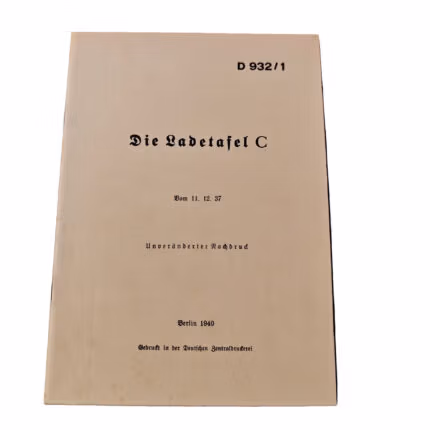 D 932/1
Die Ladetafel C
Vom 11. 12. 37
Unveränderter Nachdruck
Berlin 1940
Gedruckt in der Deutschen Zentraldruckerei